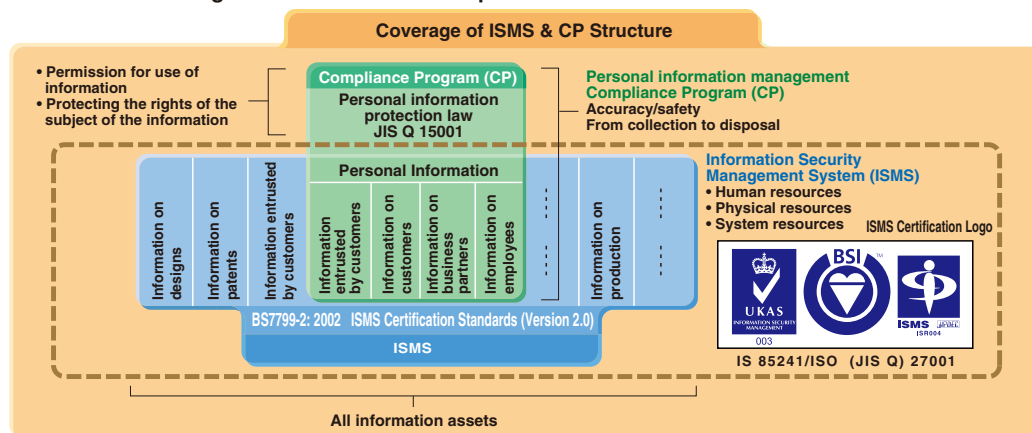 Coverage of ISMS & CP Structure
• Permission for use of
information
• Protecting the rights of the
subject of the information
Compliance Program (CP)
Personal information
protection law
JIS Q 15001
Personal information management
Compliance Program (CP)
Accuracy/safety
From collection to disposal
Personal Information
Information on
designs
Information on
patents
Information entrusted
by customers
Information
entrusted
by customers
Information on
customers
Information on
business
partners
Information on
employees
Information on
production
BS7799-2: 2002 ISMS Certification Standards (Version 2.0)
ISMS
Information Security
Management System (ISMS)
• Human resources
• Physical resources
• System resources
ISMS Certification Logo
UKAS
INFORMATION SECURITY
MANAGEMENT
003
BSI
TM
ISMS
ISR004
IS 85241/ISO (JIS Q) 27001
All information assets